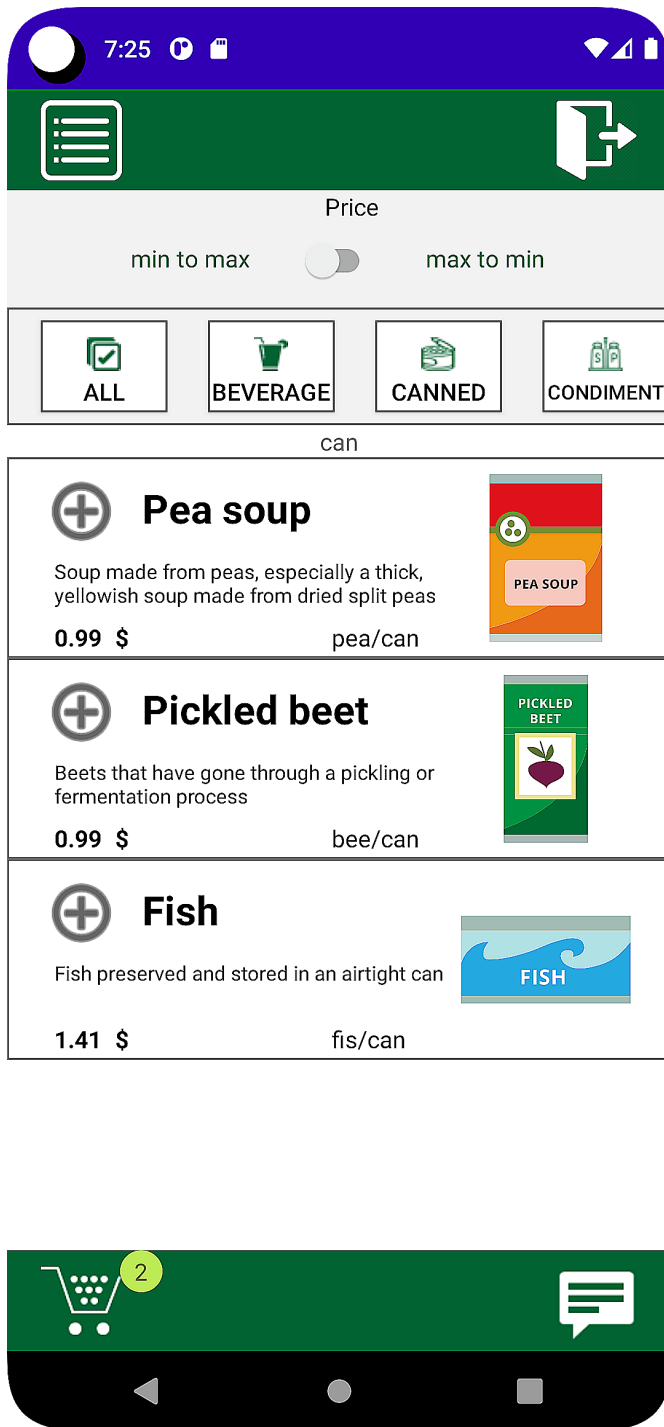 7:25
Price
min to max
max to min
ALL
BEVERAGE
CANNED
S P
CONDIMENT
can
Pea soup
Soup made from peas, especially a thick,
yellowish soup made from dried split peas
0.99 $
pea/can
PEA SOUP
Pickled beet
Beets that have gone through a pickling or
fermentation process
0.99 $
bee/can
PICKLED
BEET
Fish
Fish preserved and stored in an airtight can
1.41 $
fis/can
FISH
2